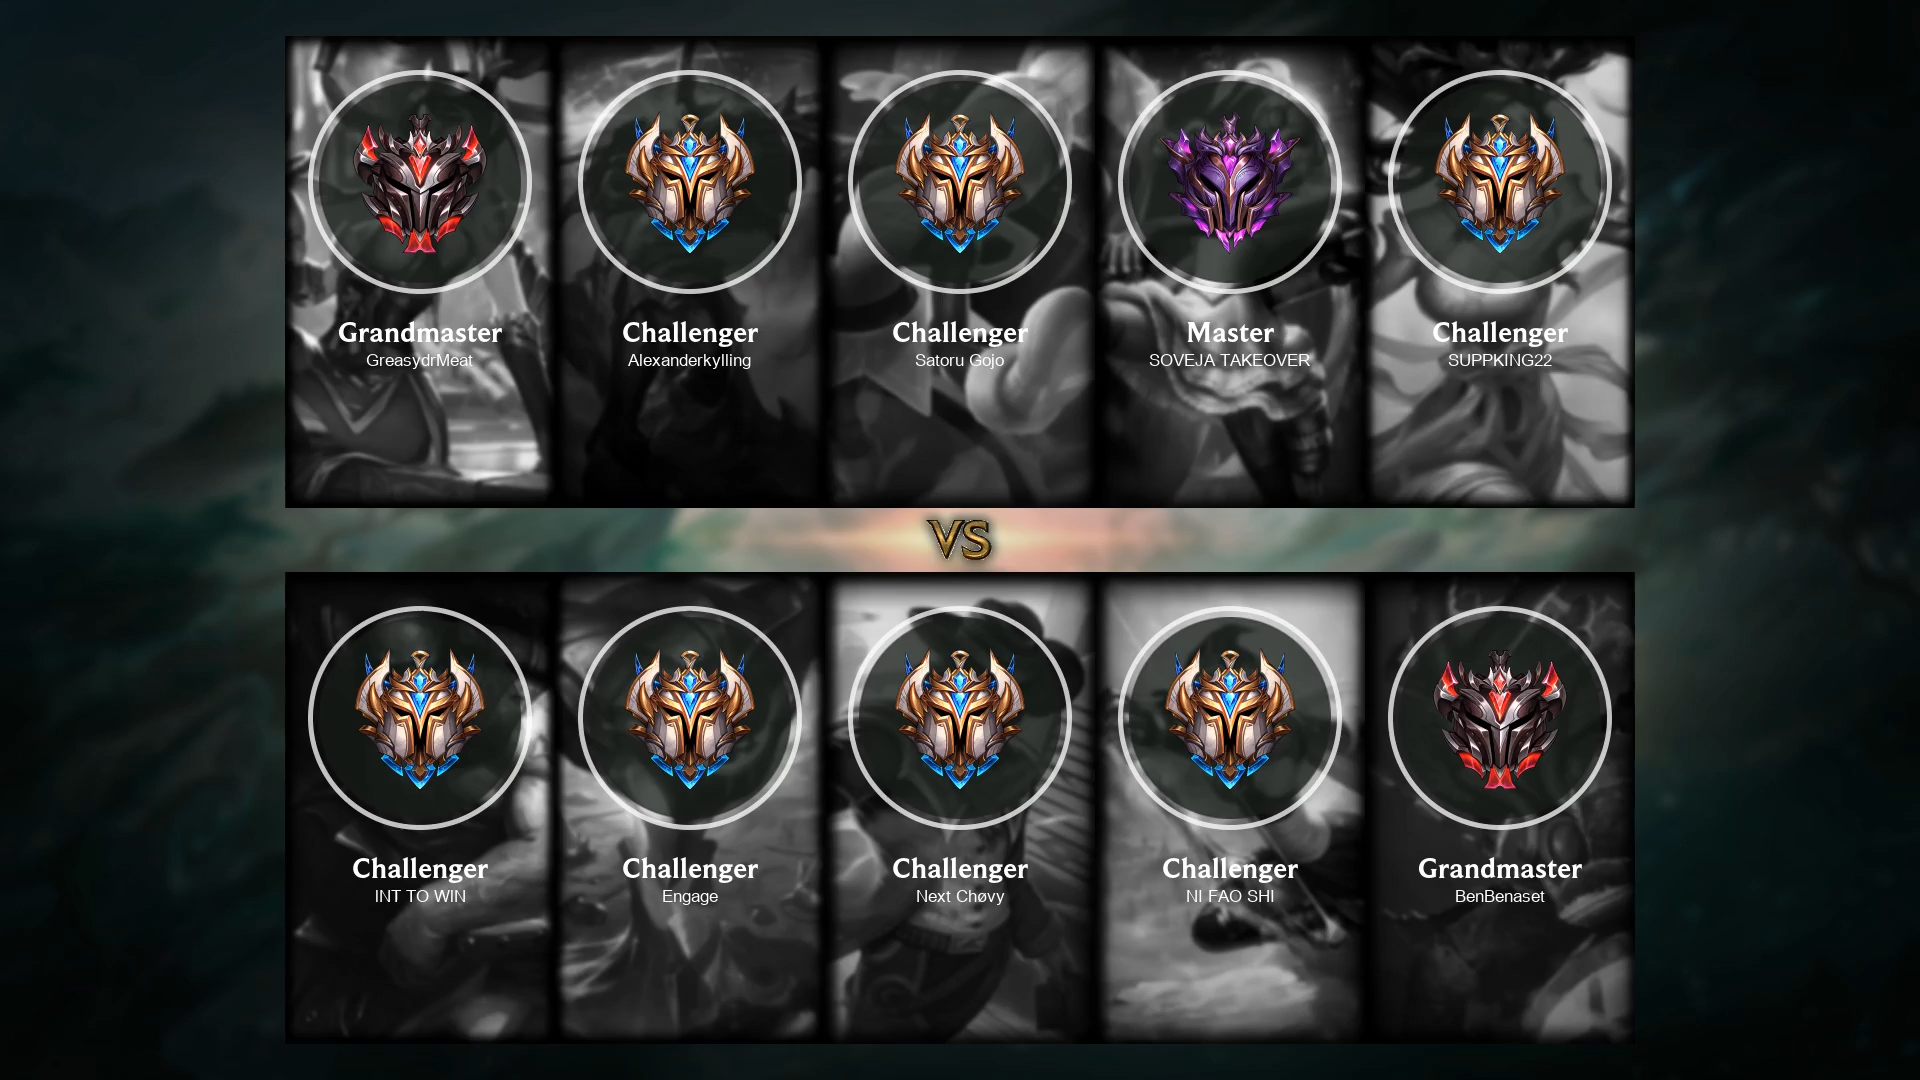 Grandmaster
GreasydrMeat
Challenger
Alexanderkylling
Challenger
Satoru Gojo
Master
SOVEJA TAKEOVER
Challenger
SUPPKING22
VS
Challenger
INT TO WIN
Challenger
Engage
Challenger
Next Chøvy
Challenger
NI FAO SHI
Grandmaster
BenBenaset